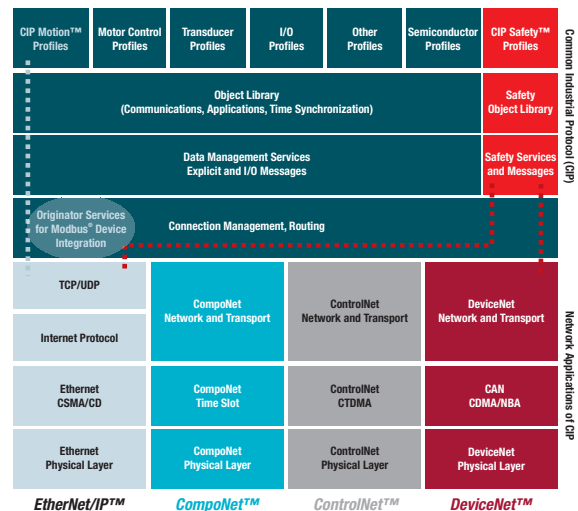 CIP Motion™
Profiles
Motor Control
Profiles
Transducer
Profiles
I/O
Profiles
Other
Profiles
Semiconductor
Profiles
CIP Safety™
Profiles
Object Library
(Communications, Applications, Time Synchronization)
Safety
Object Library
Data Management Services
Explicit and I/O Messages
Safety Services
and Messages
Originator Services
for Modbus® Device
Integration
Connection Management, Routing
Common Industrial Protocol (CIP)
TCP/UDP
Internet Protocol
CompoNet
Network and Transport
ControlNet
Network and Transport
DeviceNet
Network and Transport
Ethernet
CSMA/CD
CompoNet
Time Slot
ControlNet
CTDMA
CAN
CDMA/NBA
Ethernet
Physical Layer
CompoNet
Physical Layer
ControlNet
Physical Layer
DeviceNet
Physical Layer
Network Applications of CIP
EtherNet/IP™
CompoNet™
ControlNet™
DeviceNet™